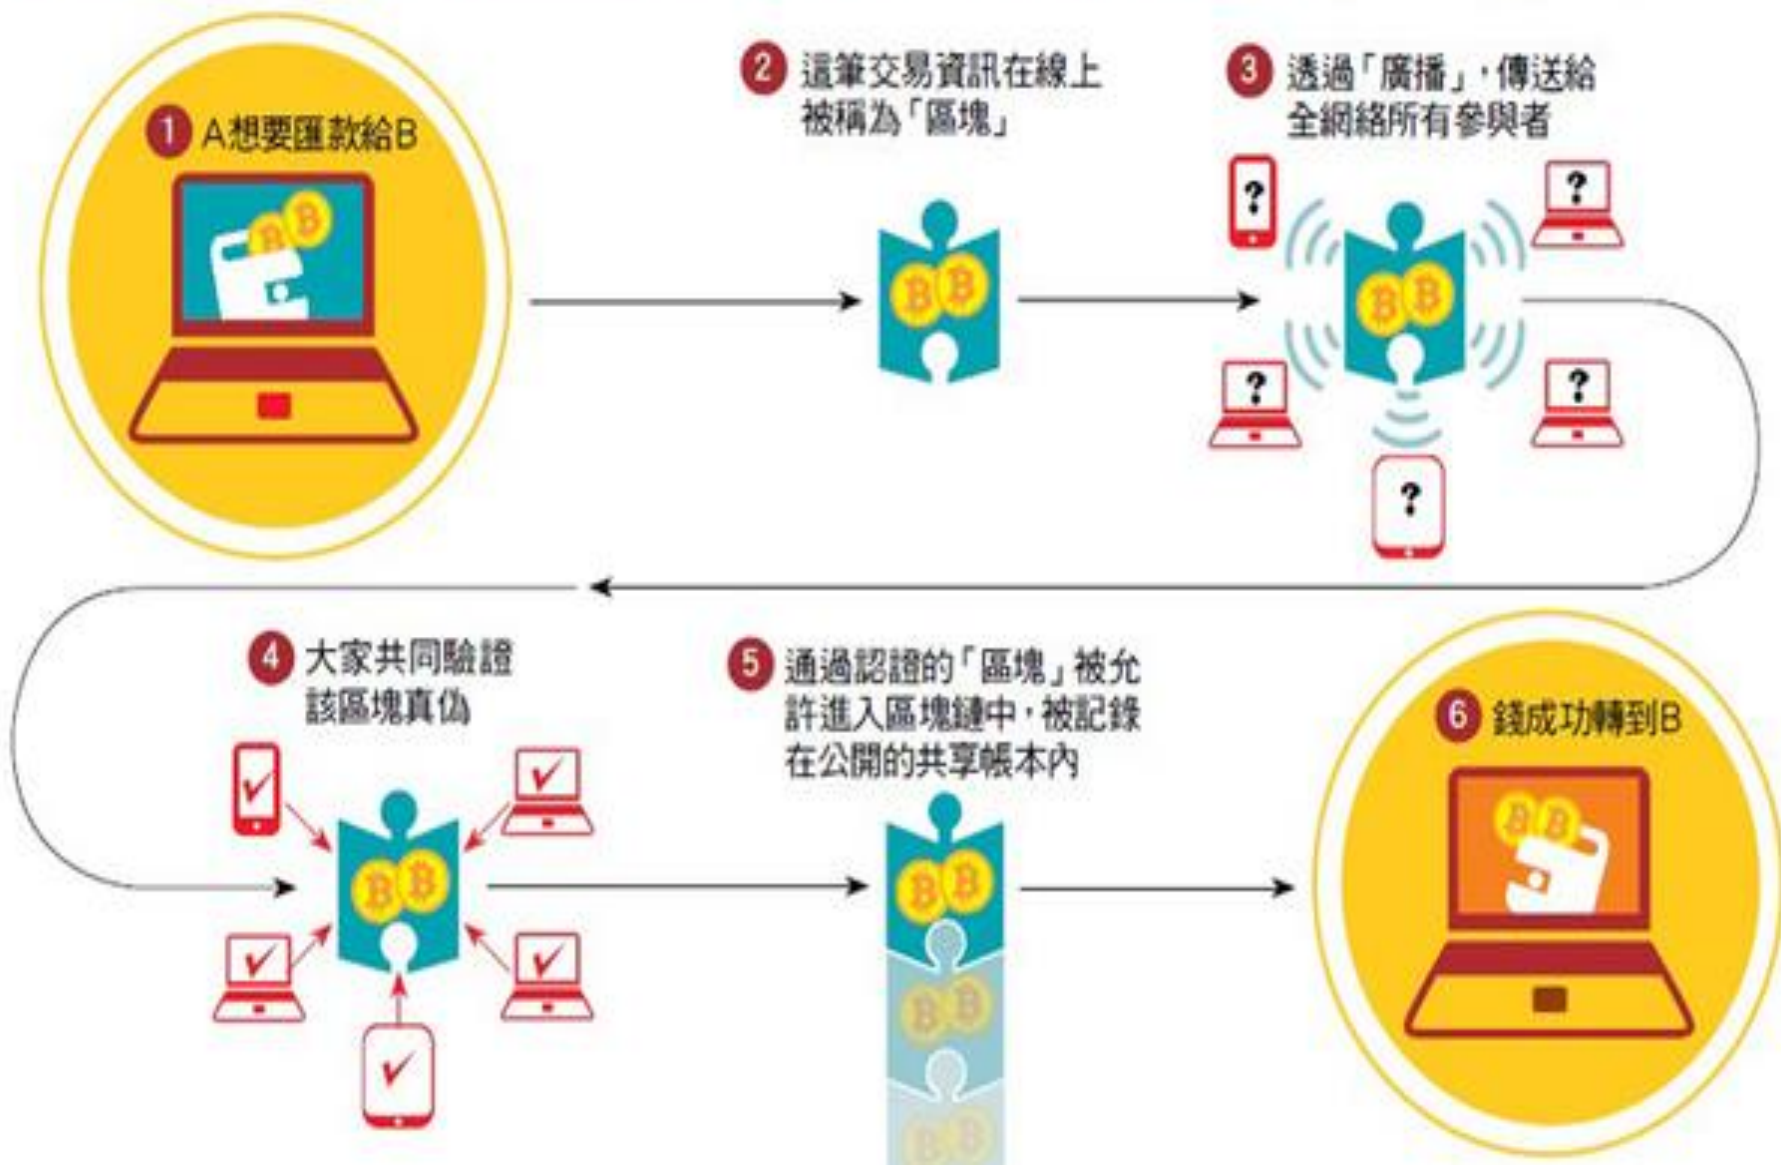 1 A想要匯款給B
2 這筆交易資訊在線上
被稱為「區塊」
3 透過「廣播」，傳送給
全網絡所有參與者
4 大家共同驗證
該區塊真偽
5 通過認證的「區塊」被允
許進入區塊鏈中，被記錄
在公開的共享帳本內
6 錢成功轉到B